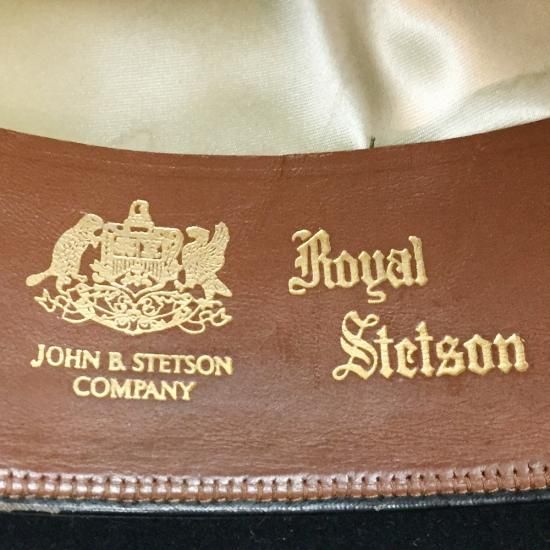 Royal
Stetson
JOHN B. STETSON
COMPANY